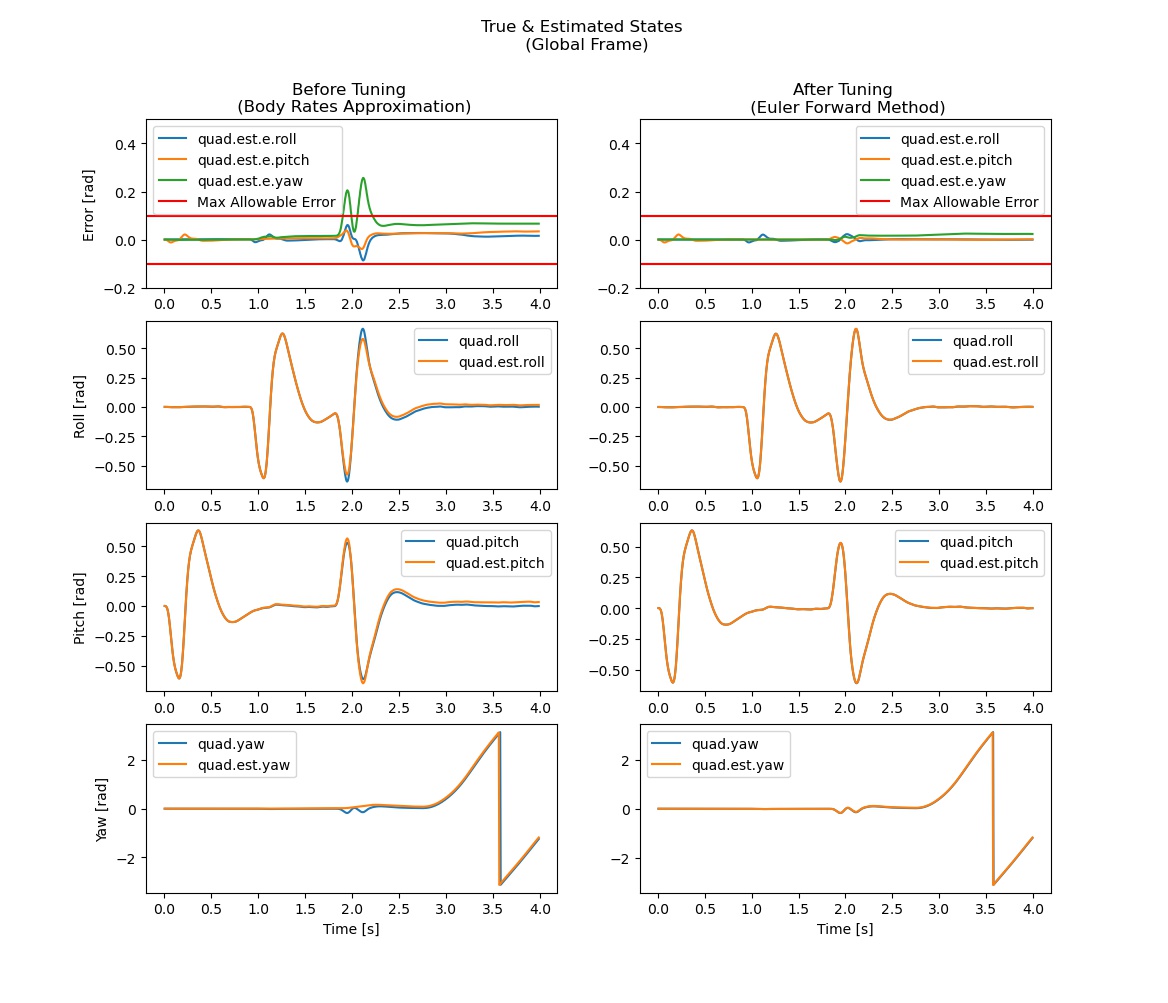 True & Estimated States
(Global Frame)
Before Tuning
(Body Rates Approximation)
After Tuning
(Euler Forward Method)
Error [rad]
0.4
0.2
0.0
−0.2
quad.est.e.roll
quad.est.e.pitch
quad.est.e.yaw
Max Allowable Error
0.0 0.5 1.0 1.5 2.0 2.5 3.0 3.5 4.0
0.4
0.2
0.0
−0.2
quad.est.e.roll
quad.est.e.pitch
quad.est.e.yaw
Max Allowable Error
0.0 0.5 1.0 1.5 2.0 2.5 3.0 3.5 4.0
Roll [rad]
0.50
0.25
0.00
−0.25
−0.50
quad.roll
quad.est.roll
0.0 0.5 1.0 1.5 2.0 2.5 3.0 3.5 4.0
0.50
0.25
0.00
−0.25
−0.50
quad.roll
quad.est.roll
0.0 0.5 1.0 1.5 2.0 2.5 3.0 3.5 4.0
Pitch [rad]
0.50
0.25
0.00
−0.25
−0.50
quad.pitch
quad.est.pitch
0.0 0.5 1.0 1.5 2.0 2.5 3.0 3.5 4.0
0.50
0.25
0.00
−0.25
−0.50
quad.pitch
quad.est.pitch
0.0 0.5 1.0 1.5 2.0 2.5 3.0 3.5 4.0
Yaw [rad]
2
0
−2
quad.yaw
quad.est.yaw
0.0 0.5 1.0 1.5 2.0 2.5 3.0 3.5 4.0
Time [s]
2
0
−2
quad.yaw
quad.est.yaw
0.0 0.5 1.0 1.5 2.0 2.5 3.0 3.5 4.0
Time [s]